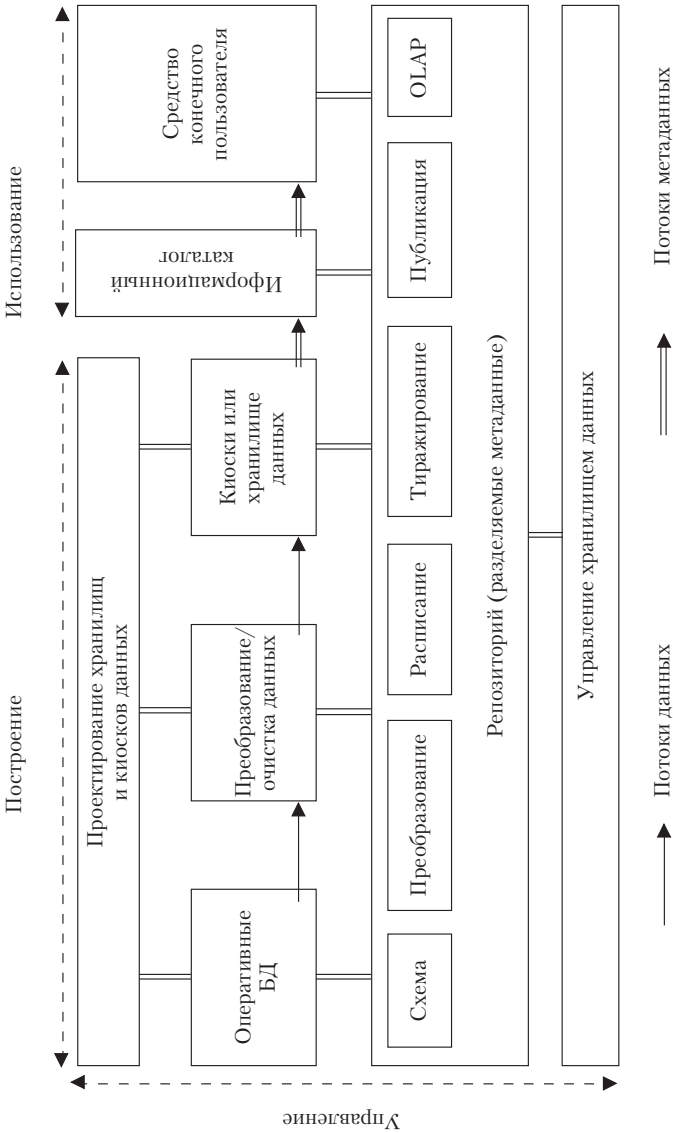 Построение
Использование
Управление
Проектирование хранилищ
и киосков данных
Оперативные
БД
Преобразование/
очистка данных
Киоски или
хранилище
данных
Иформационный
каталог
Средство
конечного
пользователя
Схема
Преобразование
Расписание
Тиражирование
Публикация
OLAP
Репозиторий (разделяемые метаданные)
Управление хранилищем данных
Потоки данных
Потоки метаданных